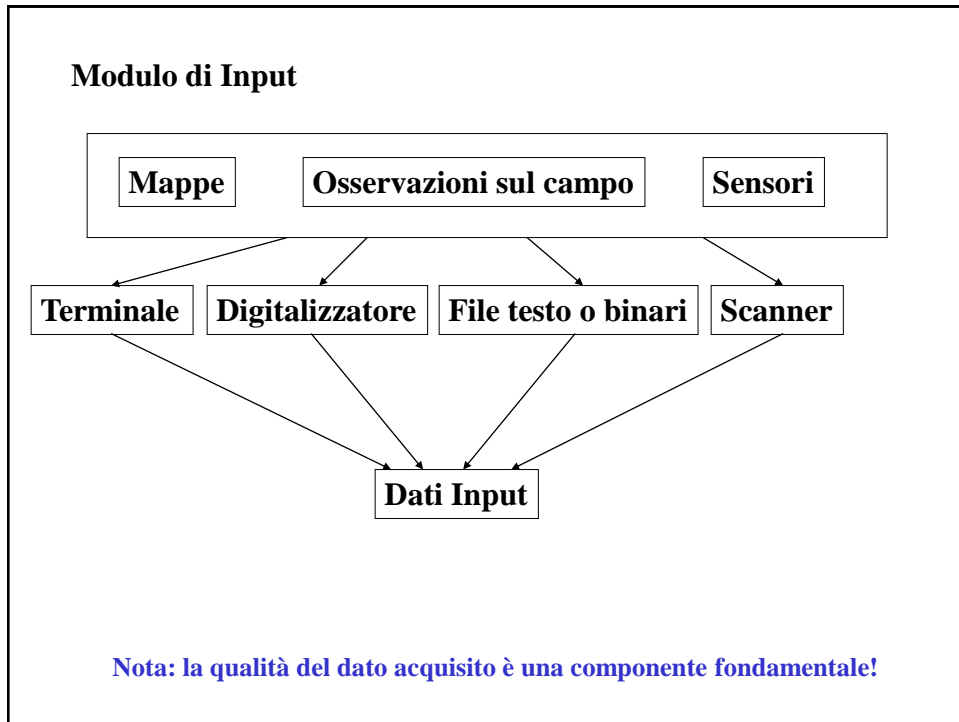 Modulo di Input
Mappe Osservazioni sul campo Sensori
Terminale Digitalizzatore File testo o binari Scanner
Dati Input
Nota: la qualità del dato acquisito è una componente fondamentale!